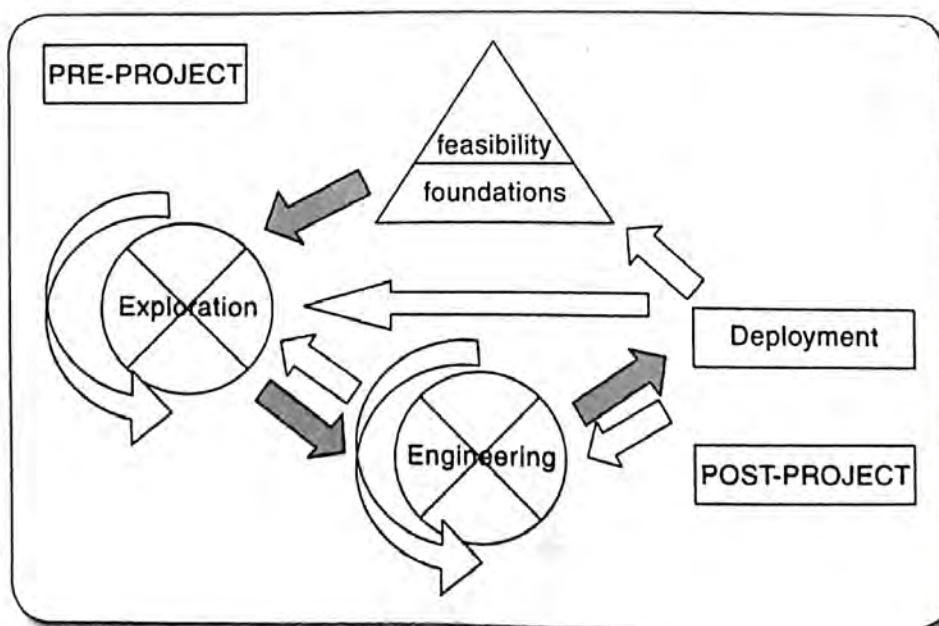 PRE-PROJECT
feasibility
foundations
Exploration
Deployment
Engineering
POST-PROJECT